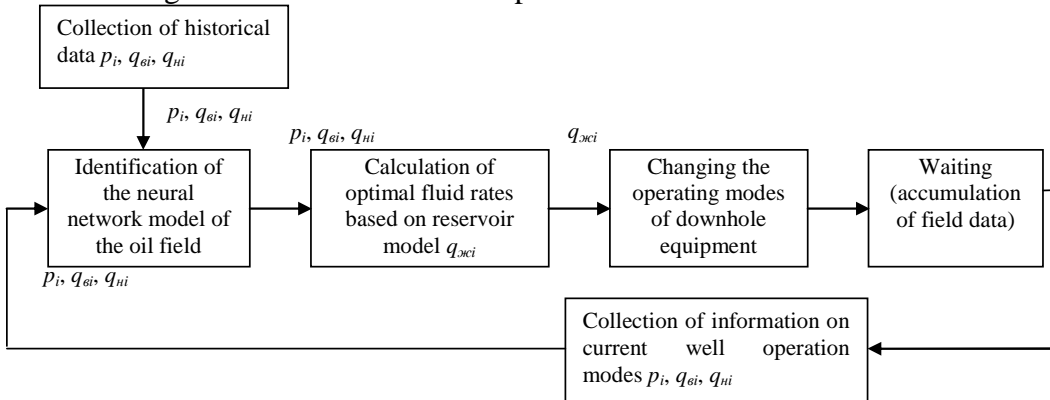 Collection of historical
data pᵢ, qвᵢ, qнᵢ
pᵢ, qвᵢ, qнᵢ
pᵢ, qвᵢ, qнᵢ
qжᵢ
Identification of
the neural
network model of
the oil field
Calculation of
optimal fluid rates
based on reservoir
model qжᵢ
Changing the
operating modes
of downhole
equipment
Waiting
(accumulation
of field data)
pᵢ, qвᵢ, qнᵢ
Collection of information on
current well operation
modes pᵢ, qвᵢ, qнᵢ